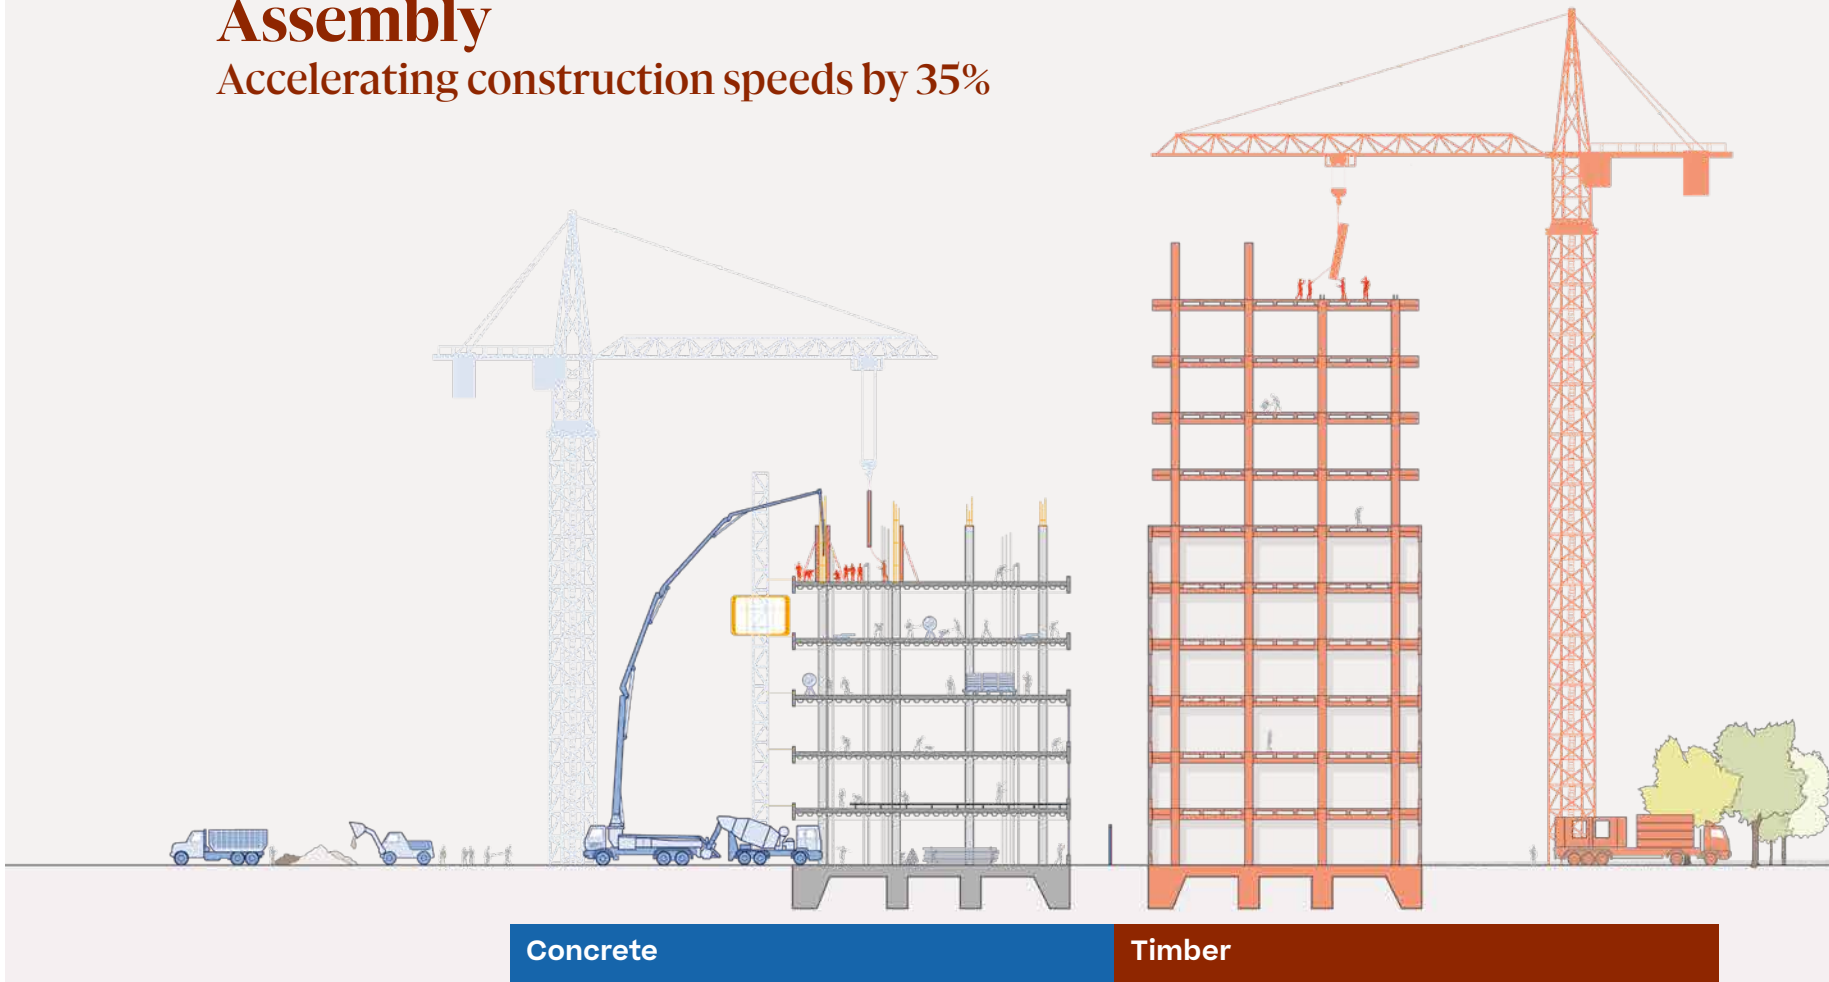 Assembly
Accelerating construction speeds by 35%
Concrete
Timber